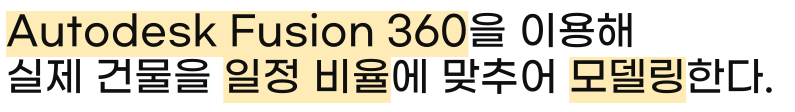 Autodesk Fusion 360을 이용해
실제 건물을 일정 비율에 맞추어 모델링한다.